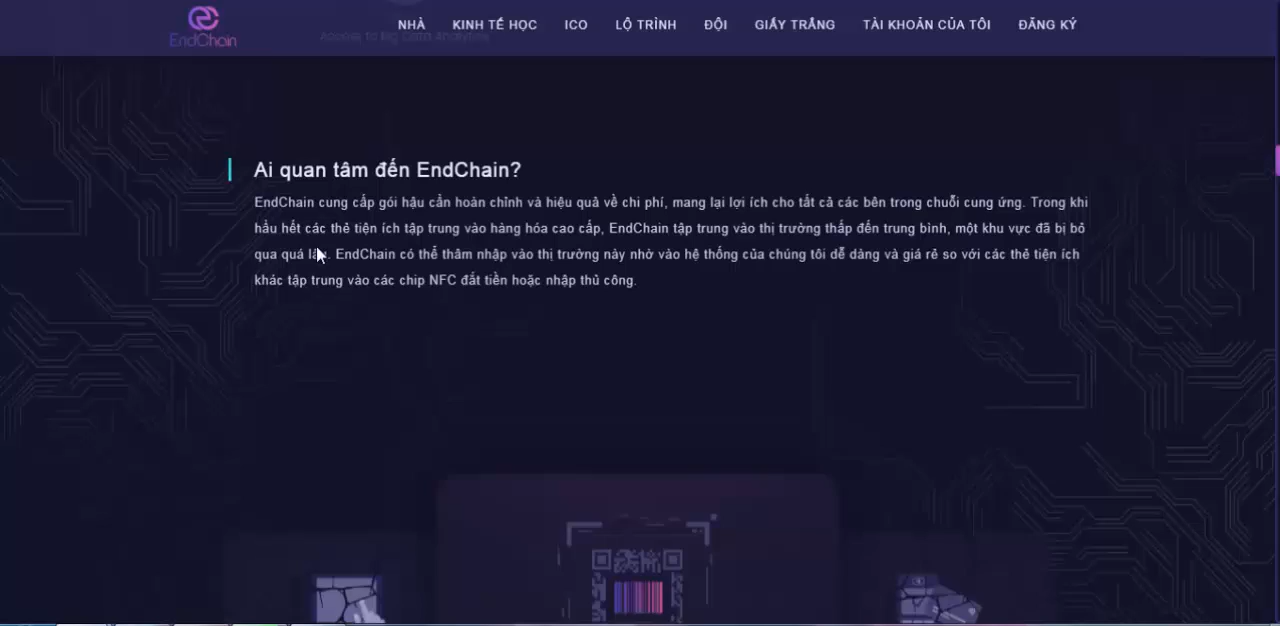 NHÀ KINH TẾ HỌC ICO LỘ TRÌNH ĐỘI GIẤY TRẮNG TÀI KHOẢN CỦA TÔI ĐĂNG KÝ
EndChain
Access to Big Data Analytics
Ai quan tâm đến EndChain?
EndChain cung cấp gói hậu cần hoàn chỉnh và hiệu quả về chi phí, mang lại lợi ích cho tất cả các bên trong chuỗi cung ứng. Trong khi
hầu hết các thẻ tiện ích tập trung vào hàng hóa cao cấp, EndChain tập trung vào thị trường thấp đến trung bình, một khu vực đã bị bỏ
qua quá. EndChain có thể thâm nhập vào thị trường này nhờ vào hệ thống của chúng tôi dễ dàng và giá rẻ so với các thẻ tiện ích
khác tập trung vào các chip NFC đắt tiền hoặc nhập thủ công.